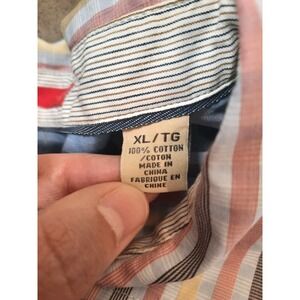 XL/TG
100% COTTON
/COTON
MADE IN
CHINA
FABRIQUE EN
CHINE